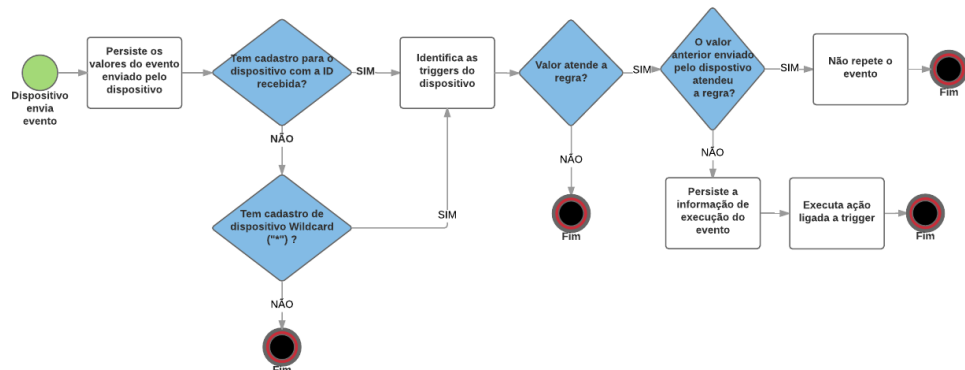 Dispositivo
envia
evento
Persiste os
valores do evento
enviado pelo
dispositivo
Tem cadastro para o
dispositivo com a ID
recebida?
SIM
NÃO
Tem cadastro de
dispositivo Wildcard
("*") ?
SIM
NÃO
Fim
Identifica as
triggers do
dispositivo
Valor atende a
regra?
SIM
NÃO
Fim
O valor
anterior enviado
pelo dispostivo
atendeu
a regra?
SIM
NÃO
Não repete o
evento
Fim
Persiste a
informação de
execução do
evento
Executa ação
ligada a trigger
Fim